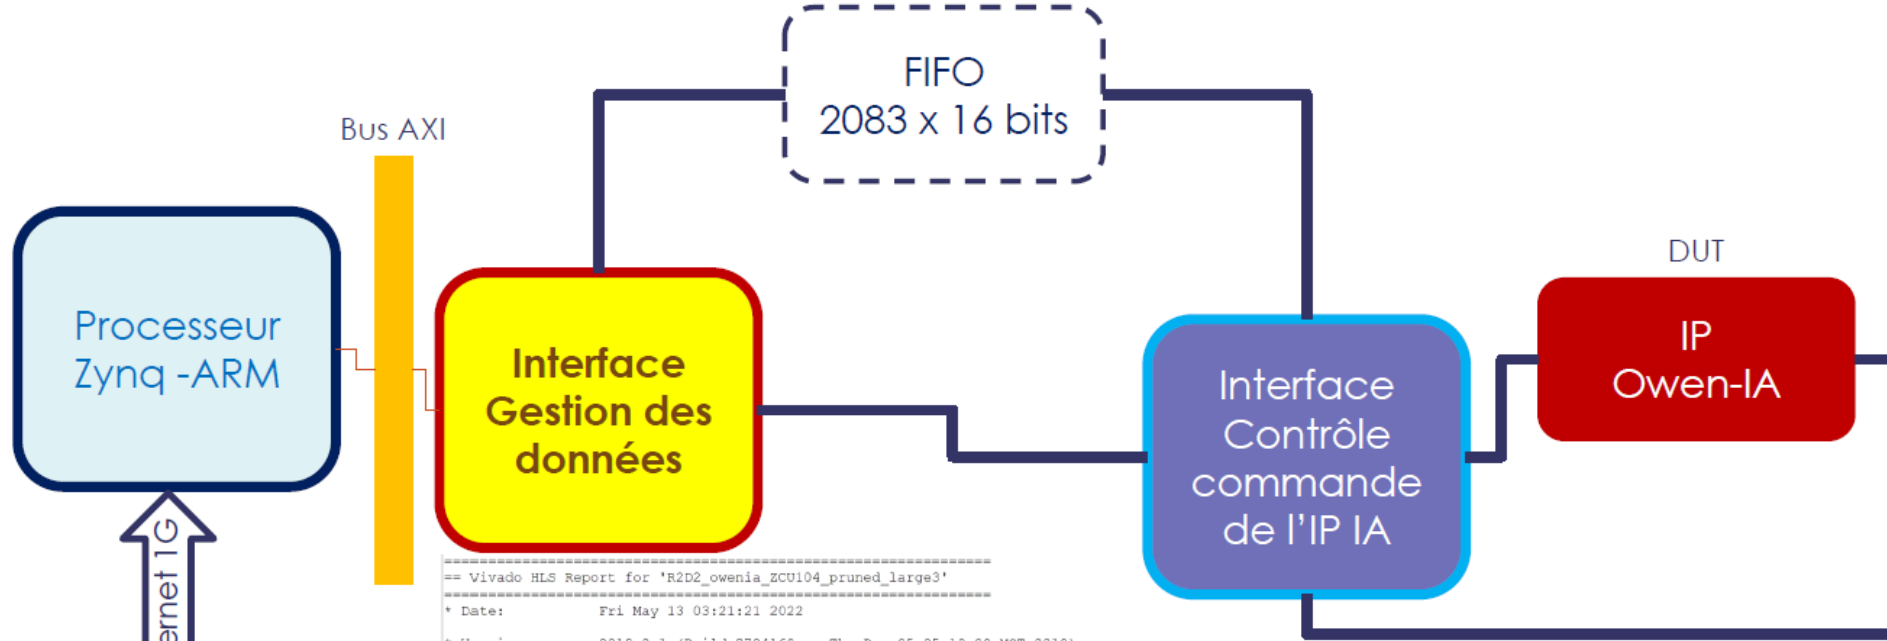 FIFO
2083 x 16 bits
Bus AXI
DUT
Processeur
Zynq -ARM
Interface
Gestion des
données
Interface
Contrôle
commande
de l'IP IA
IP
Owen-IA
ernet 1G
== Vivado HLS Report for 'R2D2_owenia_ZCU104_pruned_large3'
* Date: Fri May 13 03:21:21 2022